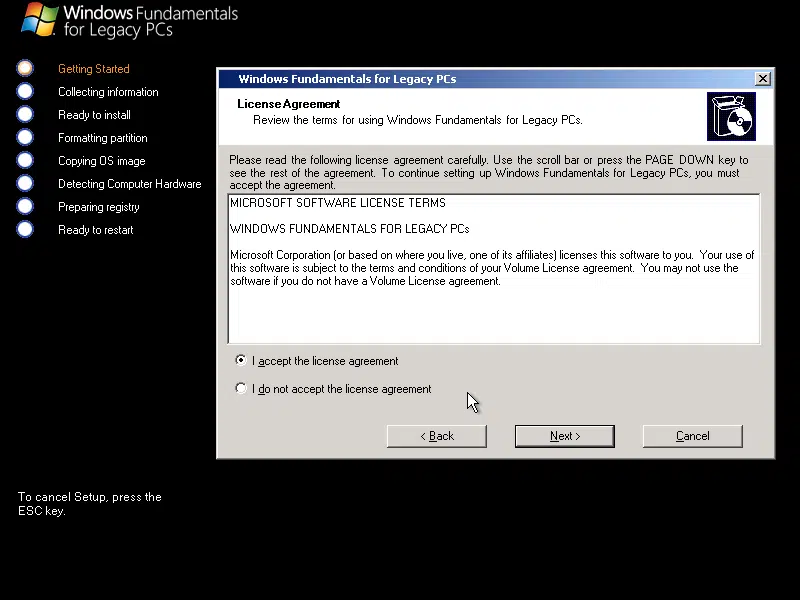 Windows Fundamentals
for Legacy PCs
Getting Started
Collecting information
Ready to install
Formatting partition
Copying OS image
Detecting Computer Hardware
Preparing registry
Ready to restart
To cancel Setup, press the
ESC key.
Windows Fundamentals for Legacy PCs
License Agreement
Review the terms for using Windows Fundamentals for Legacy PCs.
Please read the following license agreement carefully. Use the scroll bar or press the PAGE DOWN key to
see the rest of the agreement. To continue setting up Windows Fundamentals for Legacy PCs, you must
accept the agreement.
MICROSOFT SOFTWARE LICENSE TERMS
WINDOWS FUNDAMENTALS FOR LEGACY PCs
Microsoft Corporation (or based on where you live, one of its affiliates) licenses this software to you. Your use of
this software is subject to the terms and conditions of your Volume License agreement. You may not use the
software if you do not have a Volume License agreement.
I accept the license agreement
I do not accept the license agreement
< Back
Next >
Cancel